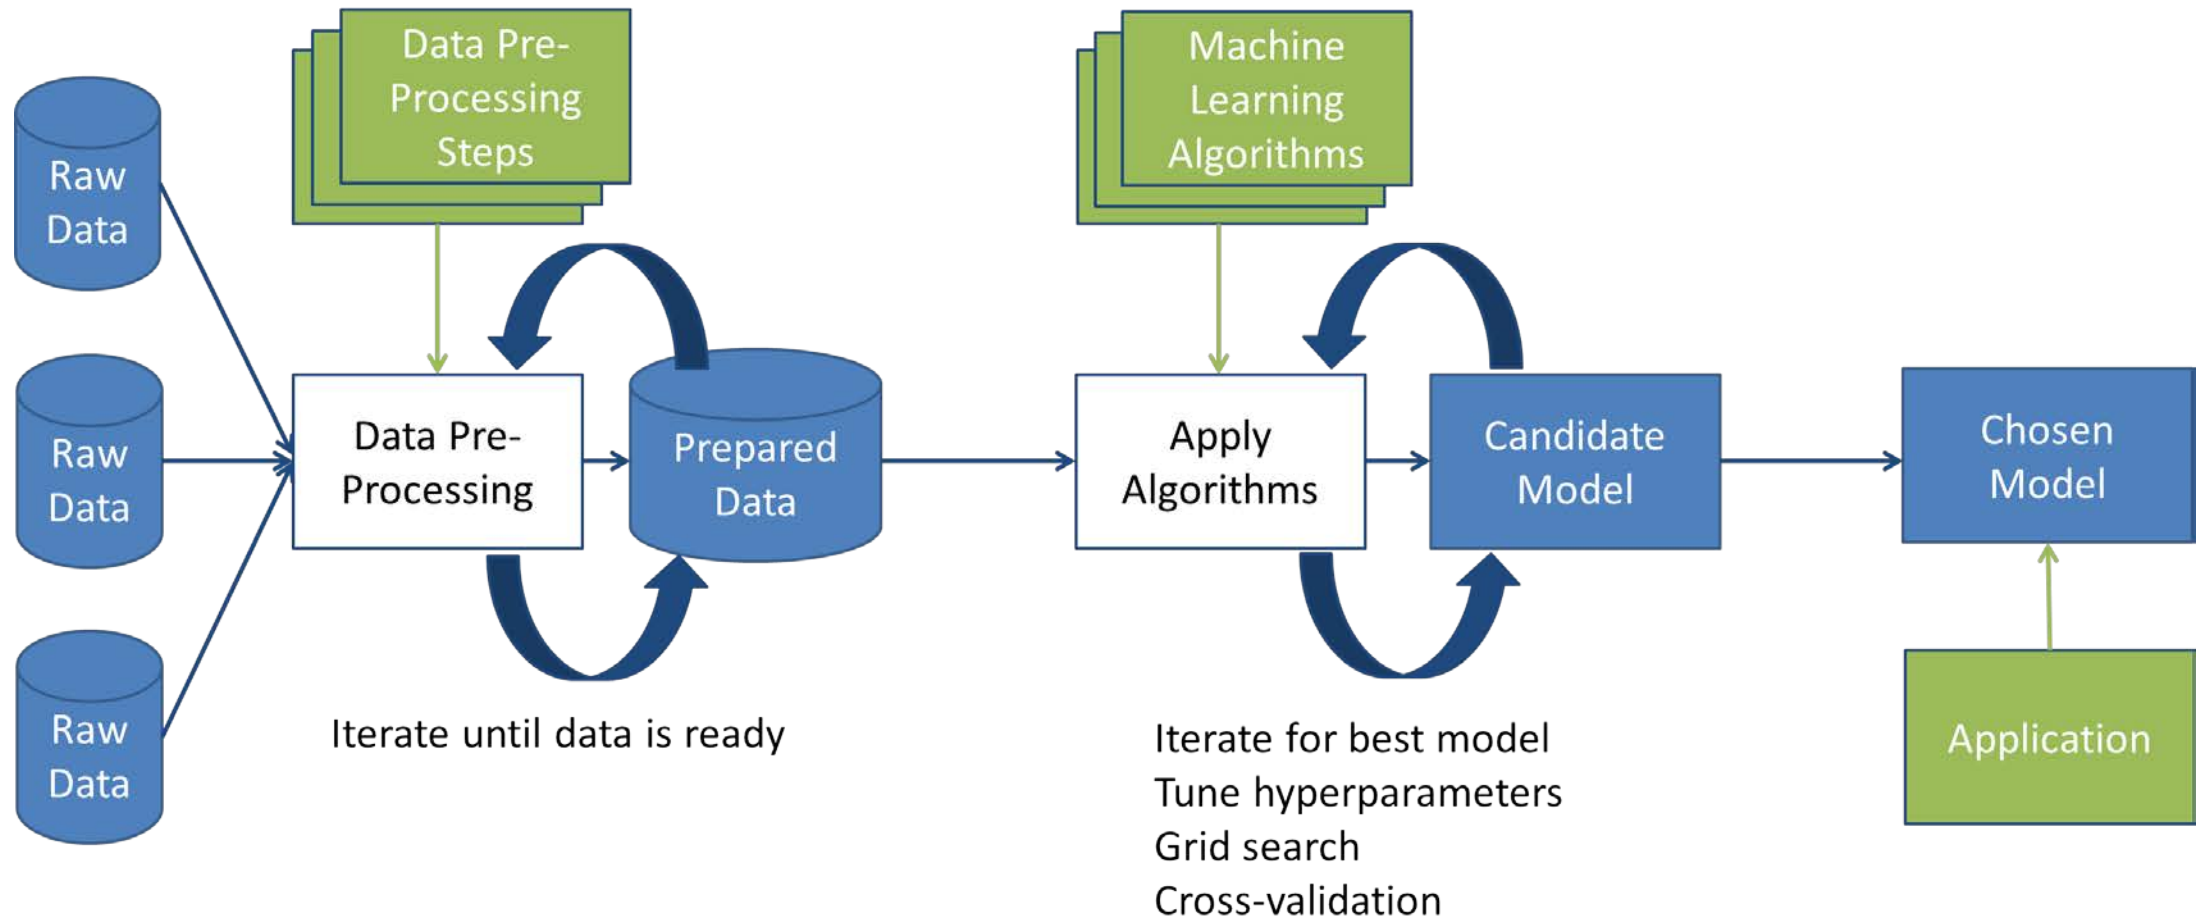 Data Pre-
Processing
Steps
Machine
Learning
Algorithms
Raw
Data
Raw
Data
Raw
Data
Data Pre-
Processing
Prepared
Data
Apply
Algorithms
Candidate
Model
Chosen
Model
Iterate until data is ready
Iterate for best model
Tune hyperparameters
Grid search
Cross-validation
Application